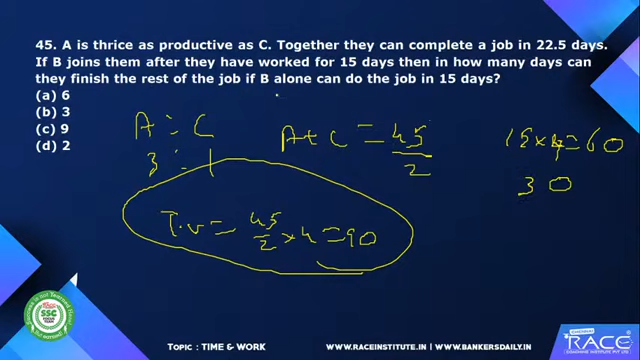 45. A is thrice as productive as C. Together they can complete a job in 22.5 days.
If B joins them after they have worked for 15 days then in how many days can
they finish the rest of the job if B alone can do the job in 15 days?
(a) 6
(b) 3
(c) 9
(d) 2
A : C
3 : 1
A+C = 45/2
15×4=60
30
T.W = 45/2 ×4 =90
SSC
Topic : TIME & WORK
WWW.RACEINSTITUTE.IN | WWW.BANKERSDAILY.IN
RACE